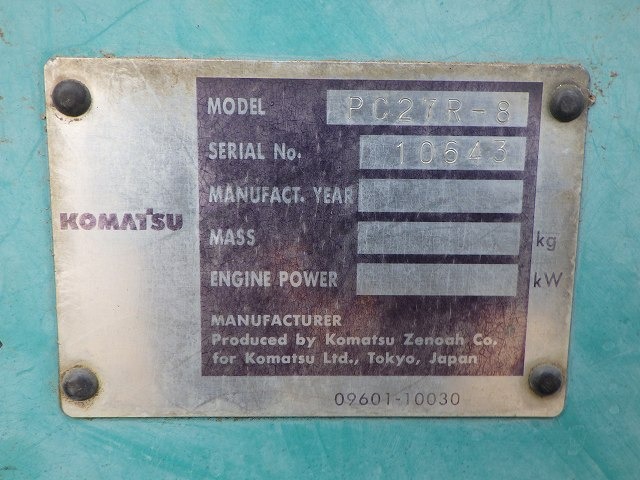 KOMATSU
MODEL PC27R-8
SERIAL No. 10643
MANUFACT. YEAR
MASS kg
ENGINE POWER kW
MANUFACTURER
Produced by Komatsu Zenoah Co.
for Komatsu Ltd., Tokyo, Japan
09601-10030